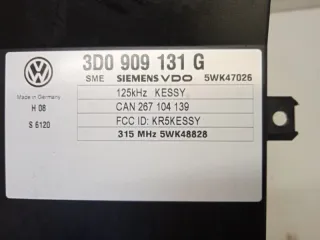 3D0 909 131 G
SME SIEMENS VDO 5WK47026
Made in Germany
H 08
S 6120
125kHz KESSY
CAN 267 104 139
FCC ID: KR5KESSY
315 MHz 5WK48828